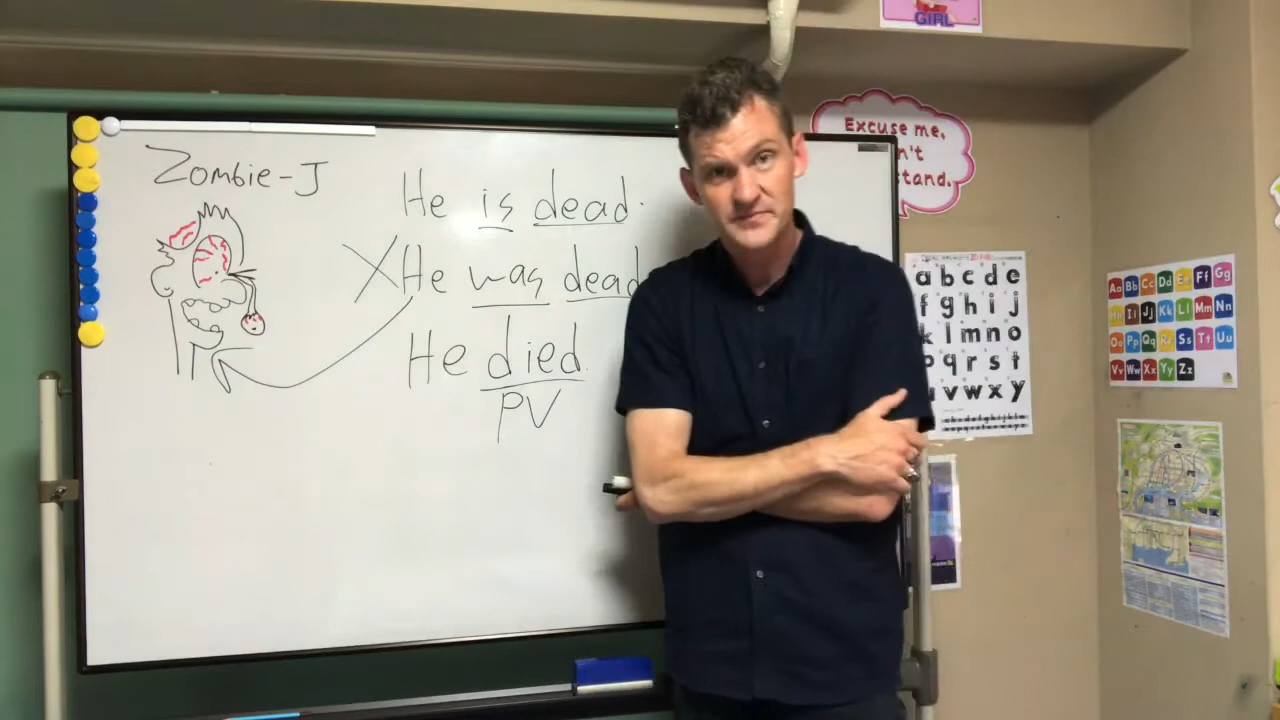 Zombie-J
He is dead.
X He was dead
He died.
PV
GIRL
Excuse me,
n't
stand.
a b c d e
f g h i j
k l m n o
p q r s t
u v w x y
Aa Bb Cc Dd Ee Ff Gg
Hh Ii Jj Kk Ll Mm Nn
Oo Pp Qq Rr Ss Tt Uu
Vv Ww Xx Yy Zz